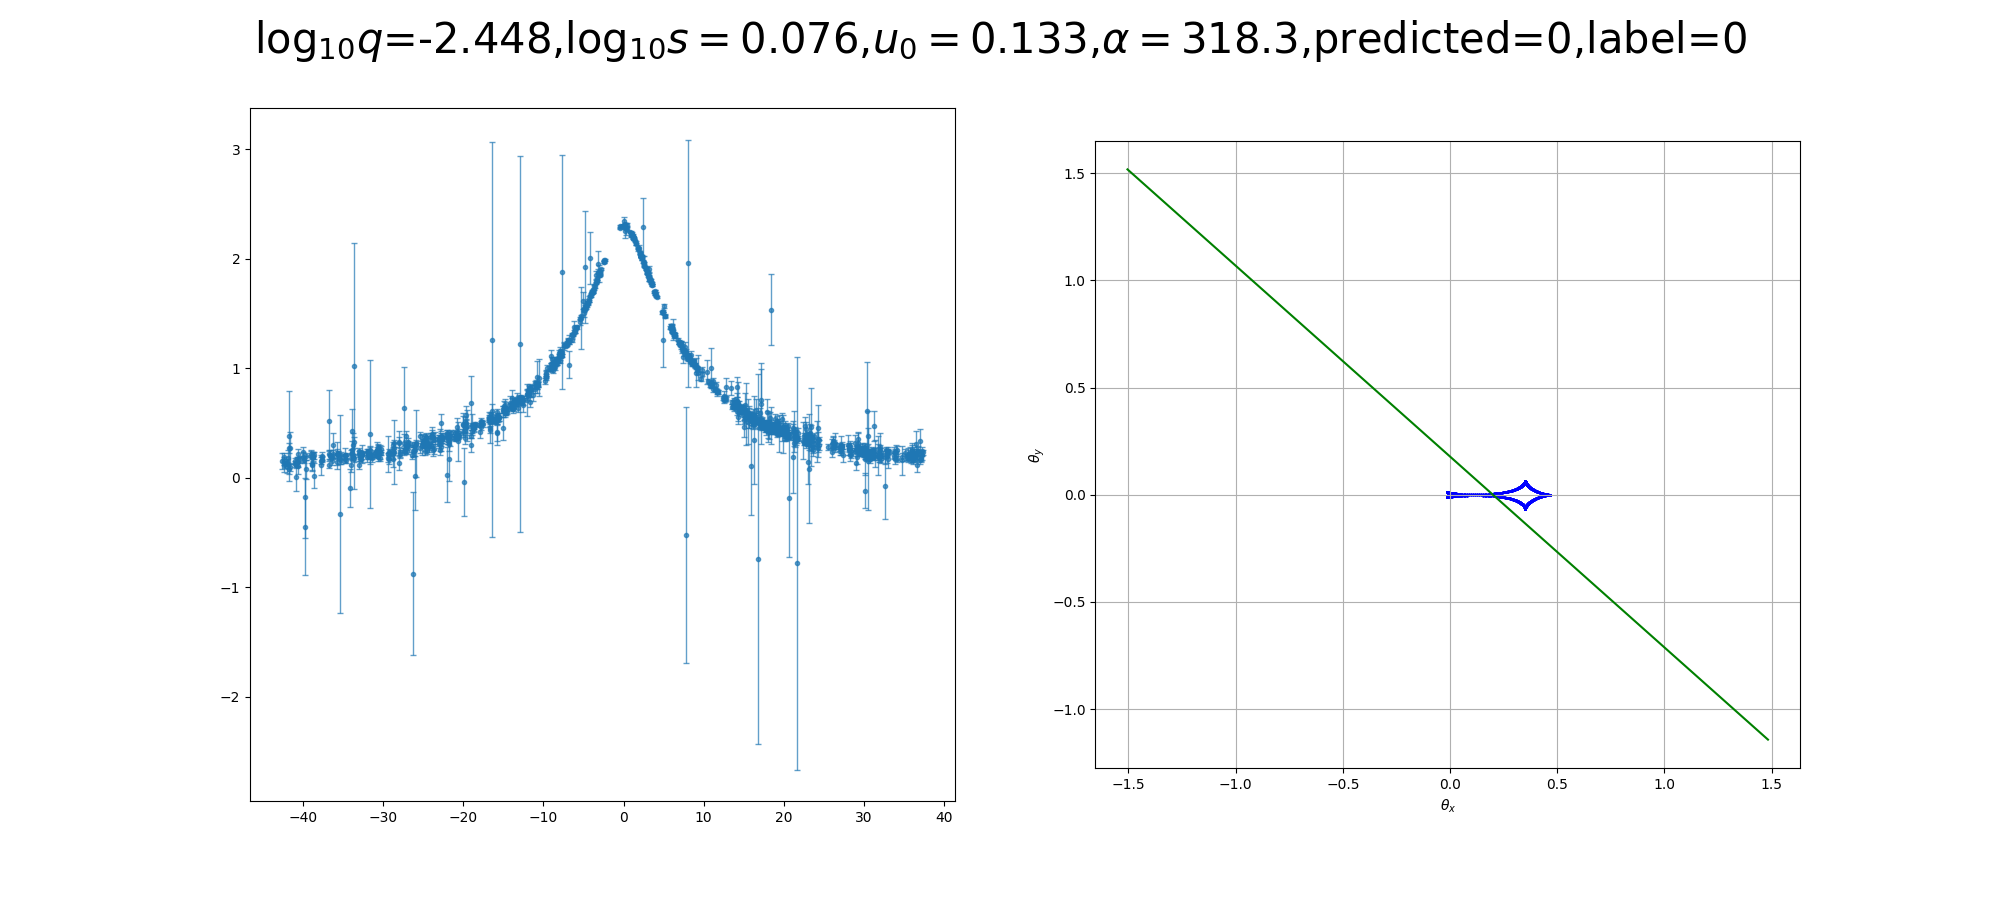 log₁₀q=-2.448,log₁₀s = 0.076,u₀ = 0.133,α = 318.3,predicted=0,label=0
3
2
1
0
−1
−2
−40 −30 −20 −10 0 10 20 30 40
1.5
1.0
0.5
0.0
−0.5
−1.0
θy
−1.5 −1.0 −0.5 0.0 0.5 1.0 1.5
θx